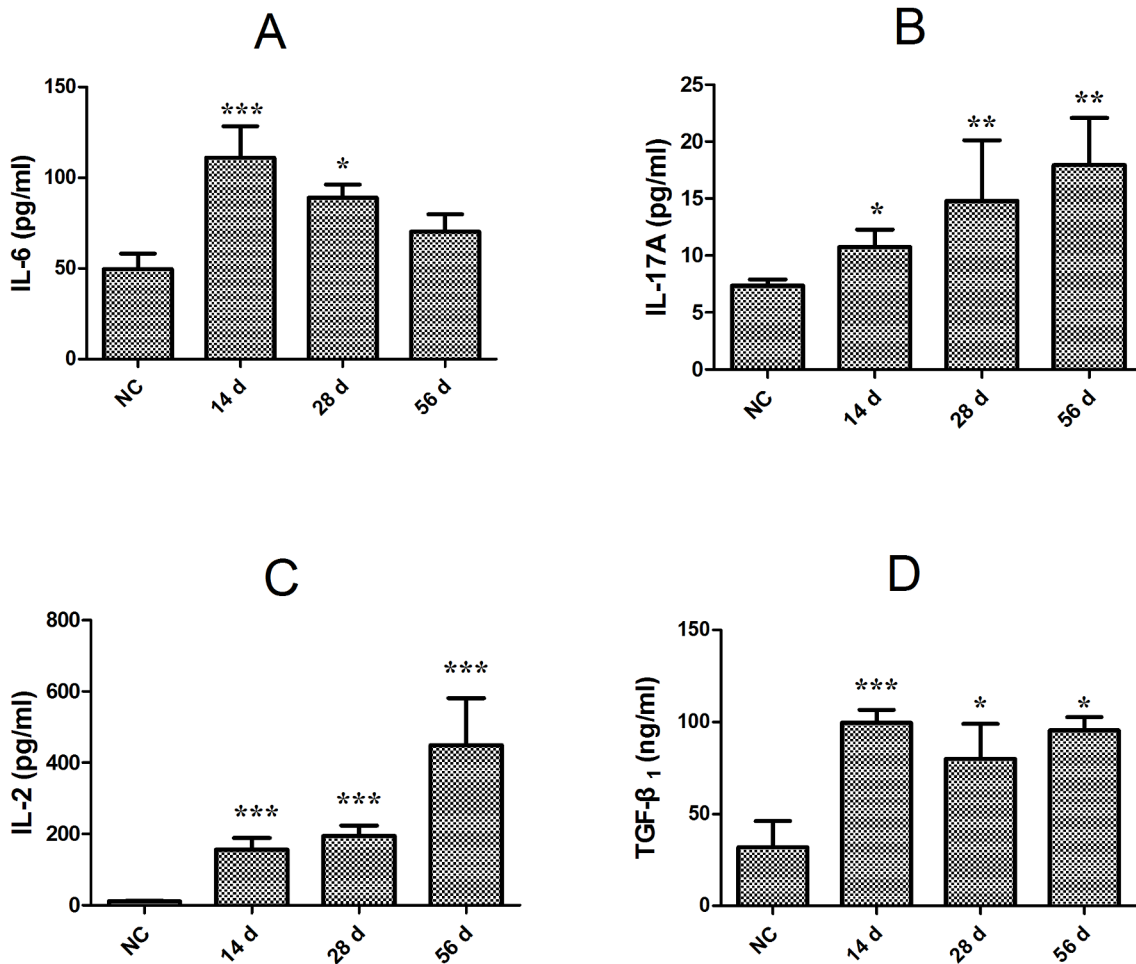 A
IL-6 (pg/ml)
150
100
50
0
***
*
NC
14 d
28 d
56 d
B
IL-17A (pg/ml)
25
20
15
10
5
0
*
**
**
NC
14 d
28 d
56 d
C
IL-2 (pg/ml)
800
600
400
200
0
***
***
***
NC
14 d
28 d
56 d
D
TGF-β 1 (ng/ml)
150
100
50
0
***
*
*
NC
14 d
28 d
56 d